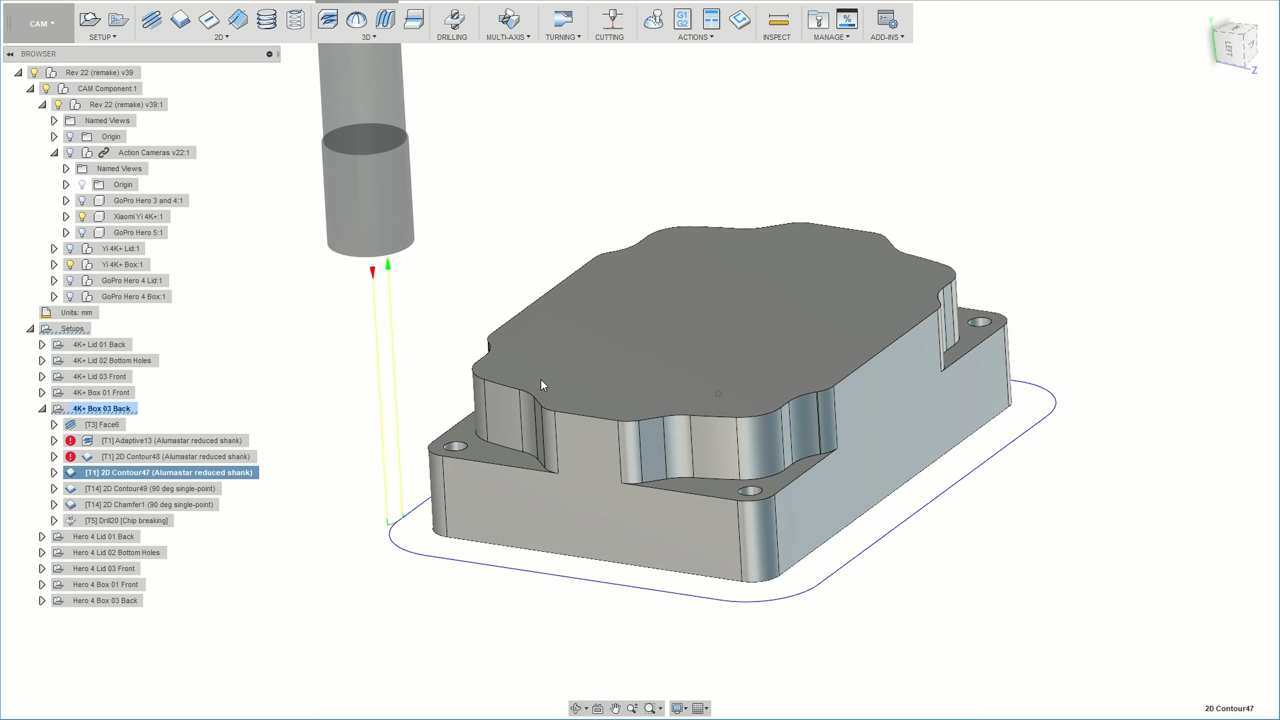 CAM
SETUP
2D
3D
DRILLING
MULTI-AXIS
TURNING
CUTTING
G1
G2
ACTIONS
INSPECT
MANAGE
ADD-INS
BROWSER
LEFT
Y
Z
Rev 22 (remake) v39
CAM Component:1
Rev 22 (remake) v39:1
Named Views
Origin
Action Cameras v22:1
Named Views
Origin
GoPro Hero 3 and 4:1
Xiaomi Yi 4K+:1
GoPro Hero 5:1
Yi 4K+ Lid:1
Yi 4K+ Box:1
GoPro Hero 4 Lid:1
GoPro Hero 4 Box:1
Units: mm
Setups
4K+ Lid 01 Back
4K+ Lid 02 Bottom Holes
4K+ Lid 03 Front
4K+ Box 01 Front
4K+ Box 03 Back
[T3] Face6
[T1] Adaptive13 (Alumastar reduced shank)
[T1] 2D Contour48 (Alumastar reduced shank)
[T1] 2D Contour47 (Alumastar reduced shank)
[T14] 2D Contour49 (90 deg single-point)
[T14] 2D Chamfer1 (90 deg single-point)
[T5] Drill20 [Chip breaking]
Hero 4 Lid 01 Back
Hero 4 Lid 02 Bottom Holes
Hero 4 Lid 03 Front
Hero 4 Box 01 Front
Hero 4 Box 03 Back
2D Contour47